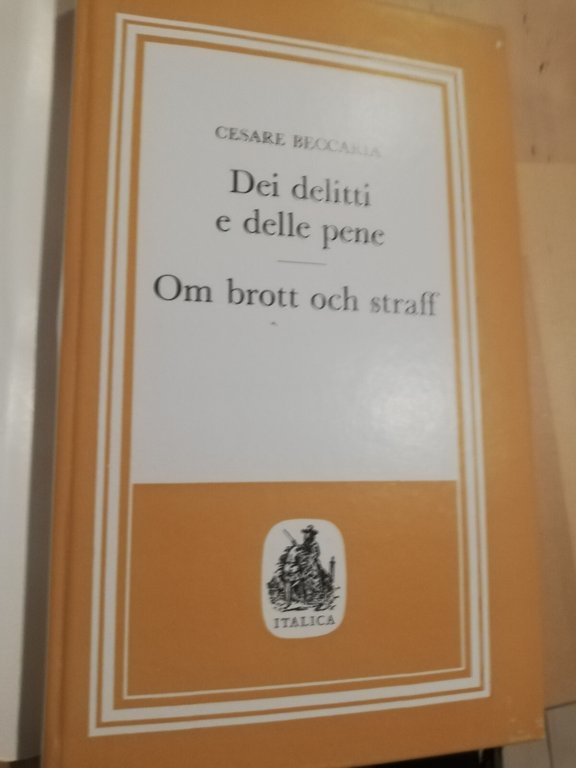 CESARE BECCARIA
Dei delitti
e delle pene
Om brott och straff
ITALICA